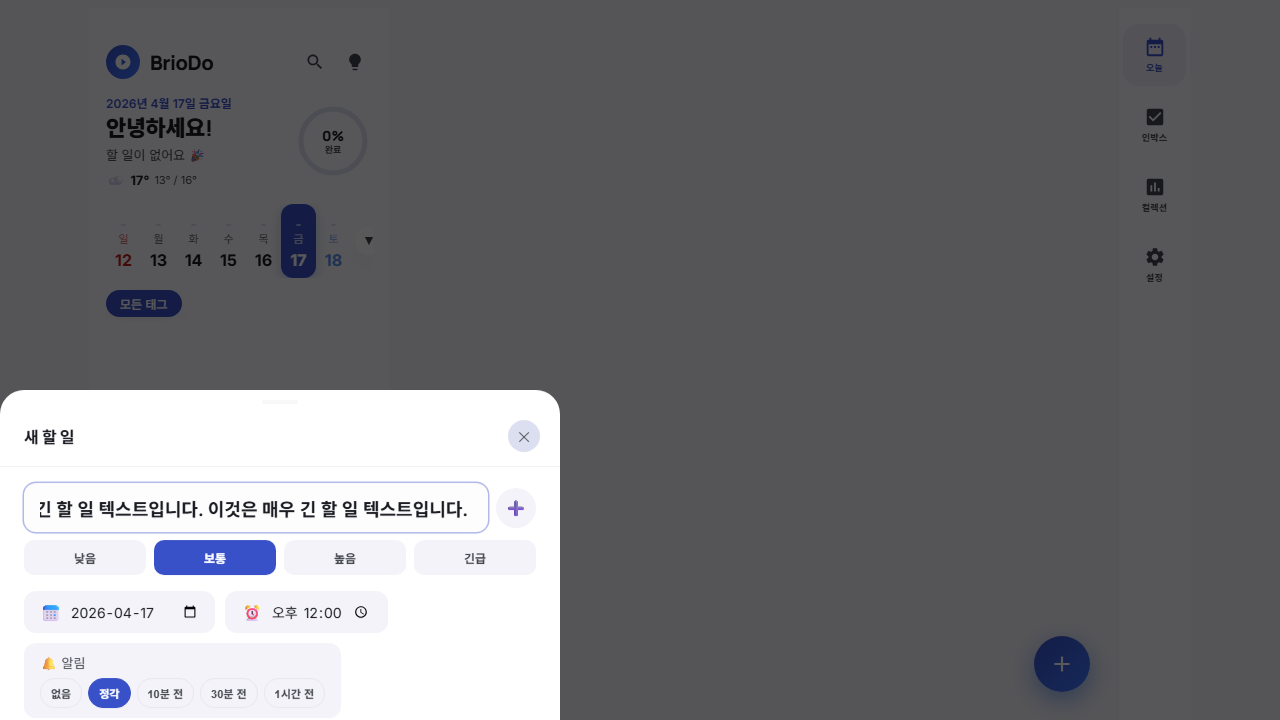 BrioDo
2026년 4월 17일 금요일
안녕하세요!
할 일이 없어요 🎉
17° 13° / 16°
0%
완료
일 월 화 수 목 금 토
12 13 14 15 16 17 18
▼
모든 태그
오늘
인박스
컬렉션
설정
새 할 일
긴 할 일 텍스트입니다. 이것은 매우 긴 할 일 텍스트입니다.
낮음 보통 높음 긴급
2026-04-17
오후 12:00
알림
없음 정각 10분 전 30분 전 1시간 전